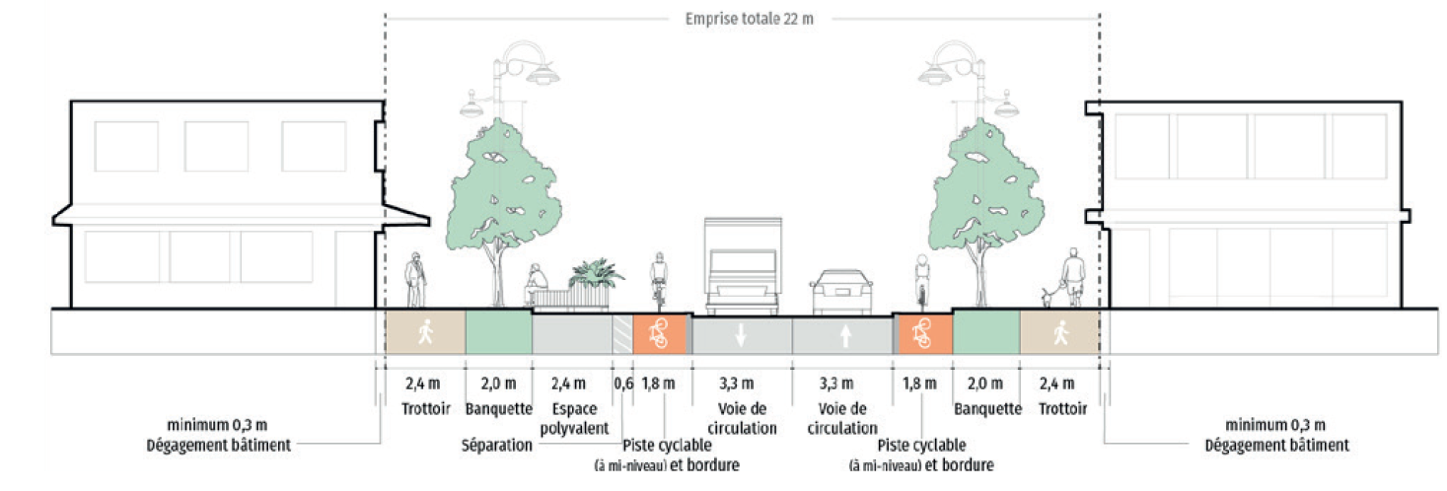 Emprise totale 22 m
2,4 m
2,0 m
2,4 m
0,6
1,8 m
3,3 m
3,3 m
1,8 m
2,0 m
2,4 m
Trottoir
Banquette
Espace
polyvalent
Voie de
circulation
Voie de
circulation
Banquette
Trottoir
minimum 0,3 m
Dégagement bâtiment
Séparation
Piste cyclable
(à mi-niveau) et bordure
Piste cyclable
(à mi-niveau) et bordure
minimum 0,3 m
Dégagement bâtiment